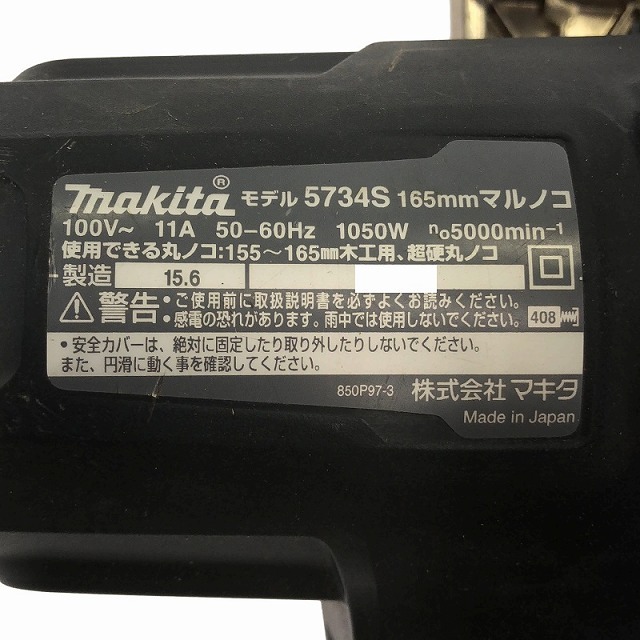 makita® モデル 5734S 165mmマルノコ
100V~ 11A 50-60Hz 1050W n₀5000min⁻¹
使用できる丸ノコ:155~165㎜木工用、超硬丸ノコ
製造 15.6
⚠警告 • ご使用前に取扱説明書を必ずよくお読みください。
• 感電の恐れがあります。雨中では使用しないでください。 408
• 安全カバーは、絶対に固定したり取り外したりしないでください。
また、円滑に動く事を確認してください。
850P97-3 株式会社 マキタ
Made in Japan